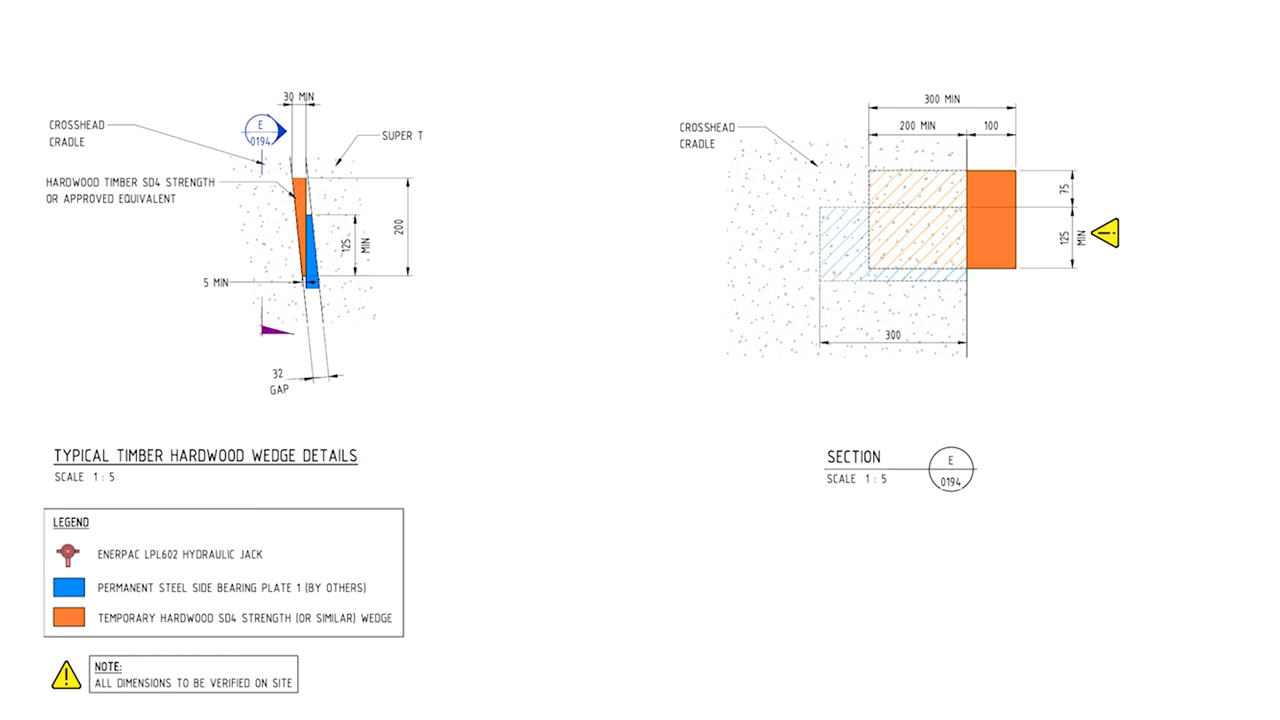 30 MIN
E
0194
CROSSHEAD
CRADLE
SUPER T
HARDWOOD TIMBER SD4 STRENGTH
OR APPROVED EQUIVALENT
200
125
MIN
5 MIN
32
GAP
TYPICAL TIMBER HARDWOOD WEDGE DETAILS
SCALE 1:5
300 MIN
200 MIN
100
CROSSHEAD
CRADLE
75
125
MIN
300
SECTION
SCALE 1:5
E
0194
LEGEND
ENERPAC LPL602 HYDRAULIC JACK
PERMANENT STEEL SIDE BEARING PLATE 1 (BY OTHERS)
TEMPORARY HARDWOOD SD4 STRENGTH (OR SIMILAR) WEDGE
NOTE:
ALL DIMENSIONS TO BE VERIFIED ON SITE